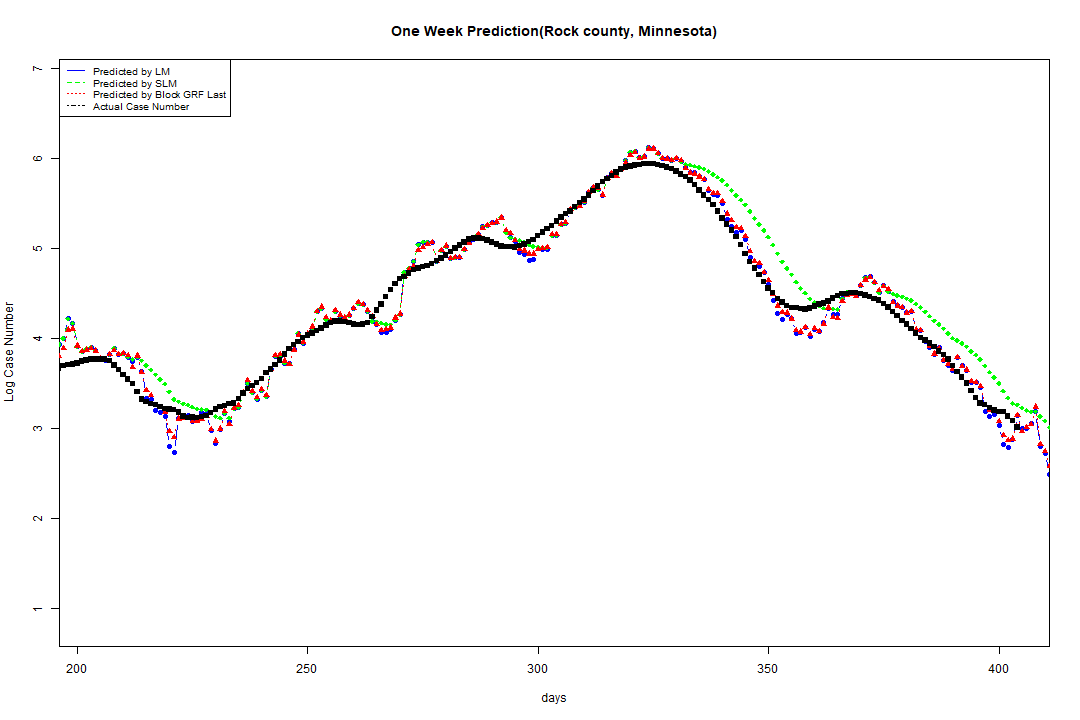 One Week Prediction(Rock county, Minnesota)
Predicted by LM
Predicted by SLM
Predicted by Block GRF Last
Actual Case Number
7
6
5
4
3
2
1
Log Case Number
200 250 300 350 400
days